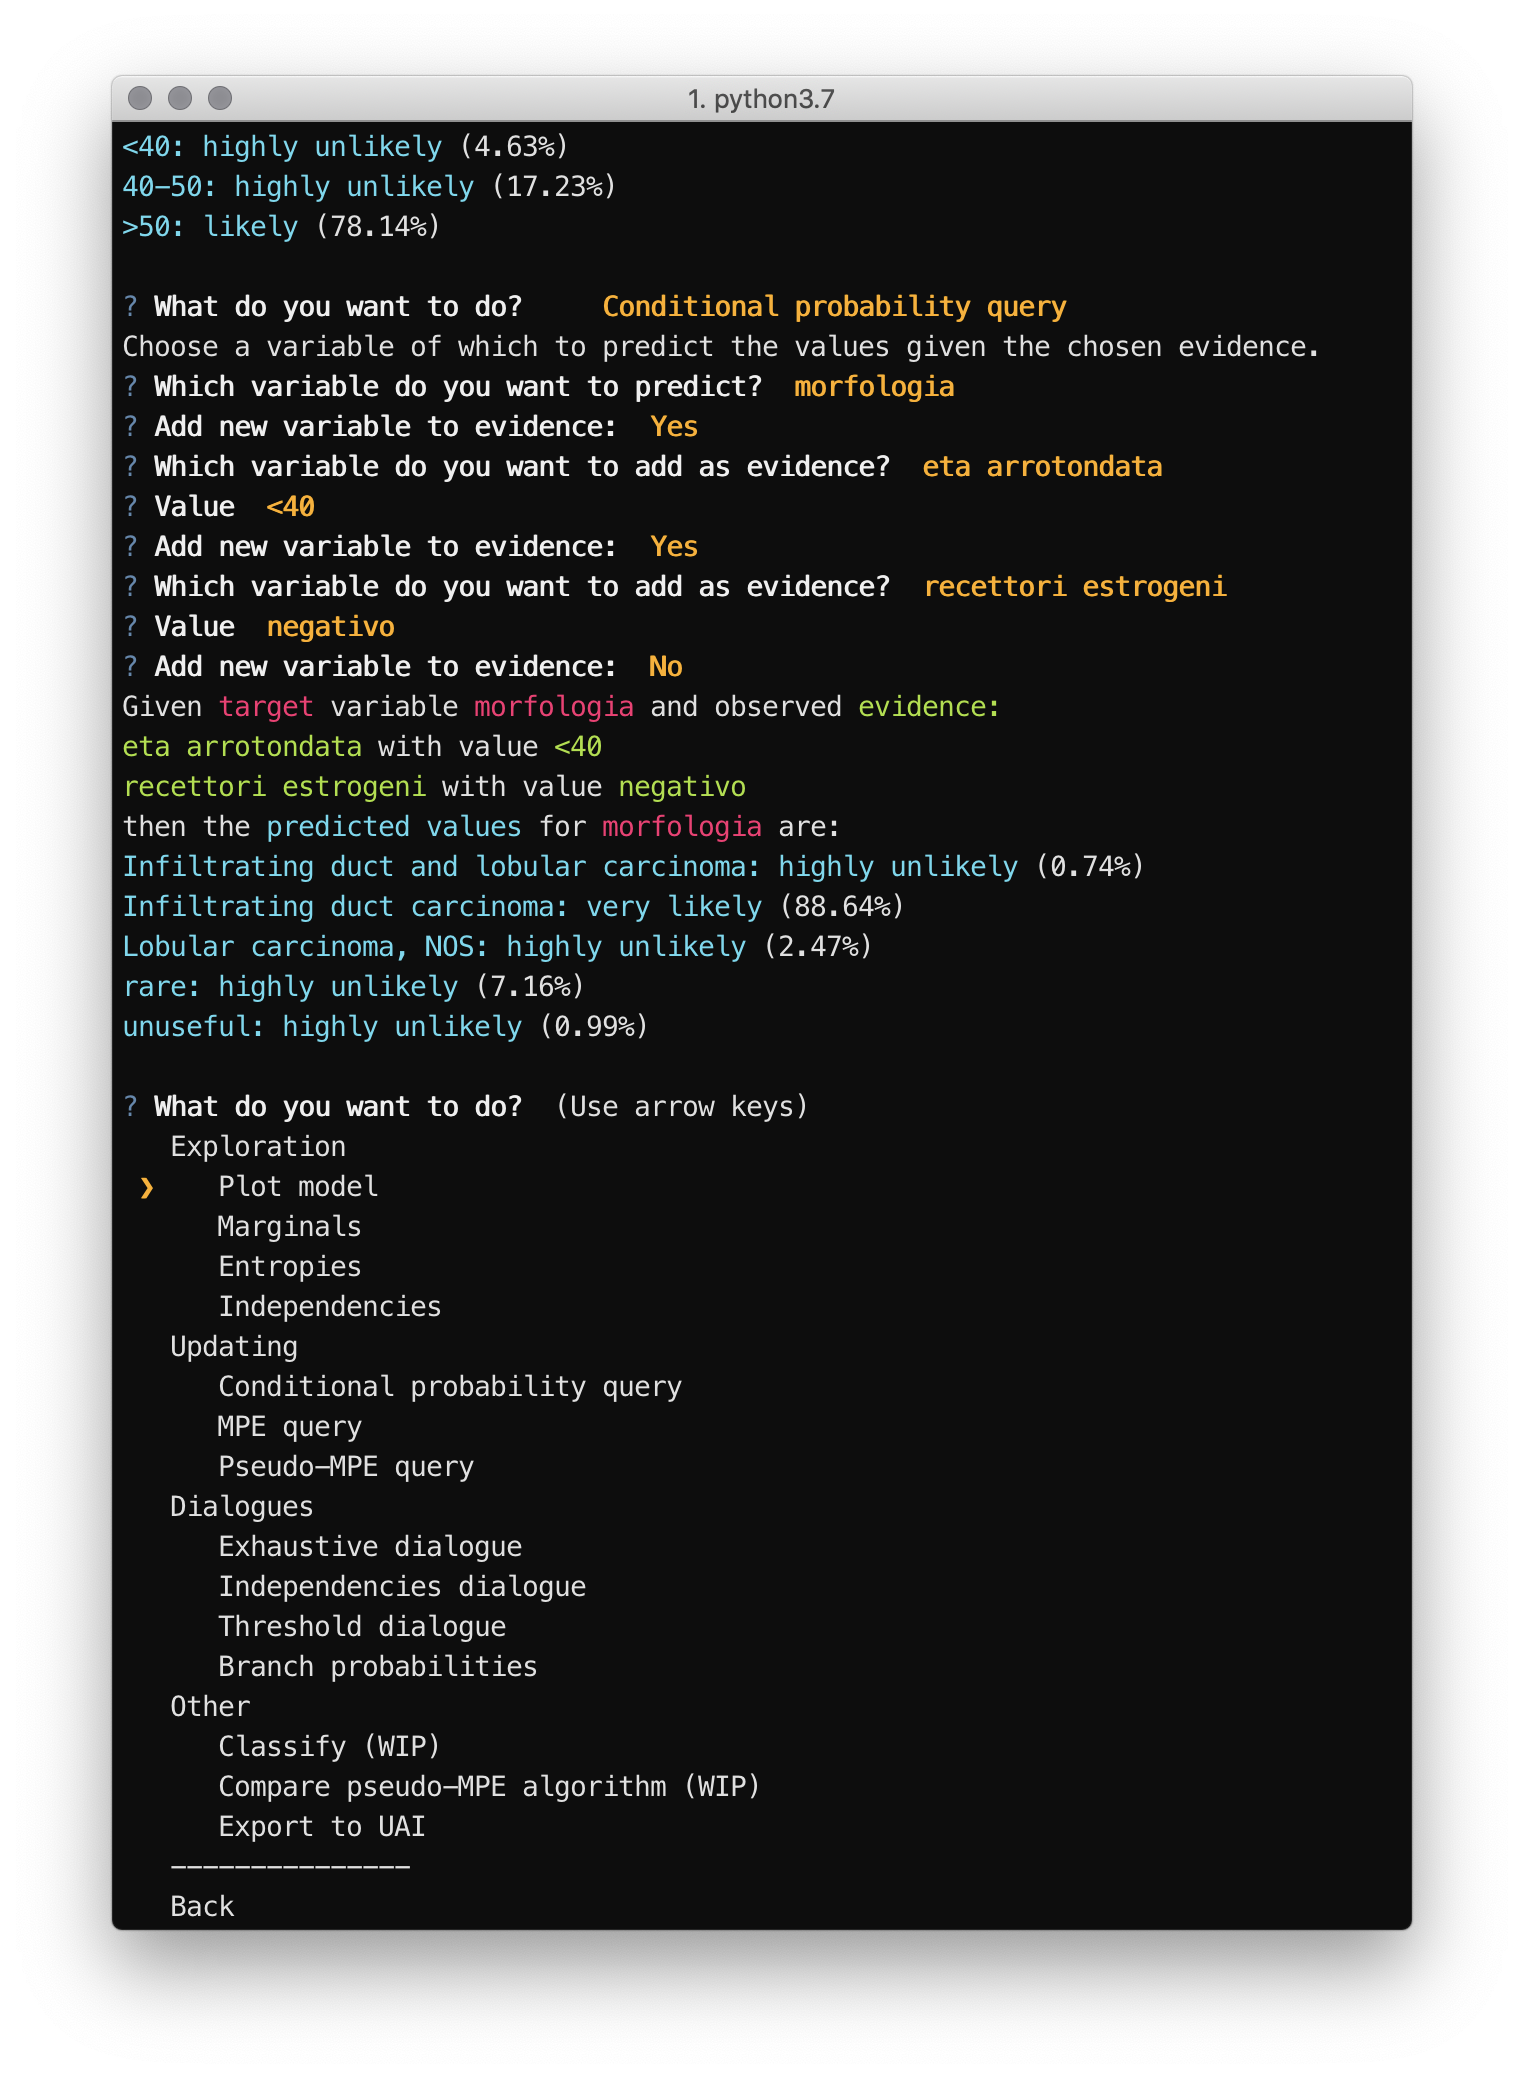 1. python3.7
<40: highly unlikely (4.63%)
40-50: highly unlikely (17.23%)
>50: likely (78.14%)
? What do you want to do? Conditional probability query
Choose a variable of which to predict the values given the chosen evidence.
? Which variable do you want to predict? morfologia
? Add new variable to evidence: Yes
? Which variable do you want to add as evidence? eta arrotondata
? Value <40
? Add new variable to evidence: Yes
? Which variable do you want to add as evidence? recettori estrogeni
? Value negativo
? Add new variable to evidence: No
Given target variable morfologia and observed evidence:
eta arrotondata with value <40
recettori estrogeni with value negativo
then the predicted values for morfologia are:
Infiltrating duct and lobular carcinoma: highly unlikely (0.74%)
Infiltrating duct carcinoma: very likely (88.64%)
Lobular carcinoma, NOS: highly unlikely (2.47%)
rare: highly unlikely (7.16%)
unuseful: highly unlikely (0.99%)
? What do you want to do? (Use arrow keys)
Exploration
❯ Plot model
Marginals
Entropies
Independencies
Updating
Conditional probability query
MPE query
Pseudo-MPE query
Dialogues
Exhaustive dialogue
Independencies dialogue
Threshold dialogue
Branch probabilities
Other
Classify (WIP)
Compare pseudo-MPE algorithm (WIP)
Export to UAI
---------------
Back